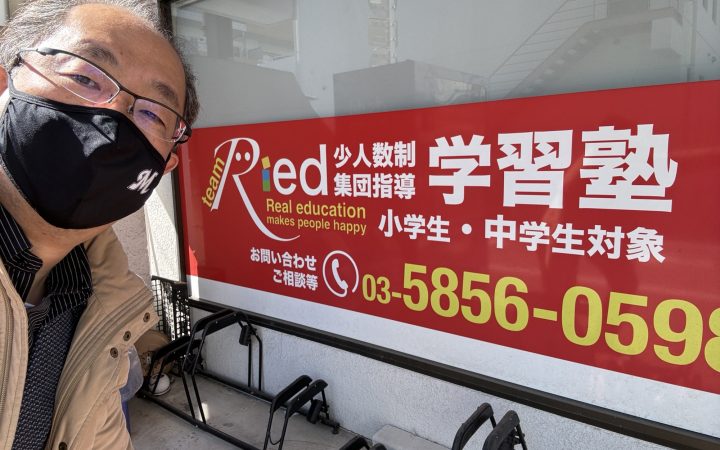 team
Ried
少人数制
集団指導
学習塾
Real education
makes people happy
小学生・中学生対象
お問い合わせ
ご相談等
03-5856-0598
M